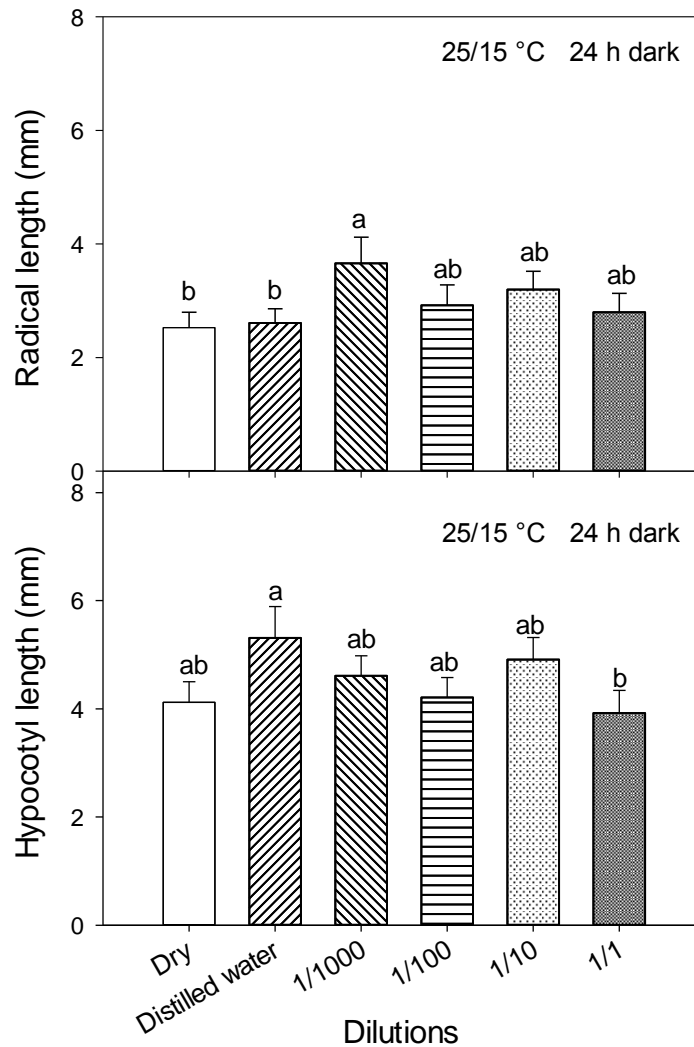 8
25/15 °C 24 h dark
6
Radical length (mm)
a
4
ab
ab
ab
b
b
2
0
8
25/15 °C 24 h dark
Hypocotyl length (mm)
6
a
ab
ab
ab
ab
b
4
2
0
Dry
Distilled water
1/1000
1/100
1/10
1/1
Dilutions